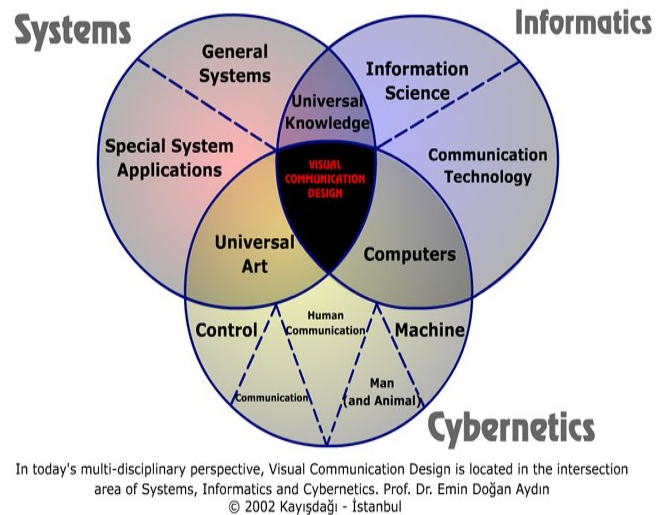 Systems
Informatics
General
Systems
Information
Science
Universal
Knowledge
Special System
Applications
VISUAL
COMMUNICATION
DESIGN
Communication
Technology
Universal
Art
Computers
Control
Human
Communication
Machine
Communication
Man
(and Animal)
Cybernetics
In today's multi-disciplinary perspective, Visual Communication Design is located in the intersection
area of Systems, Informatics and Cybernetics. Prof. Dr. Emin Doğan Aydın
© 2002 Kayışdağı - İstanbul